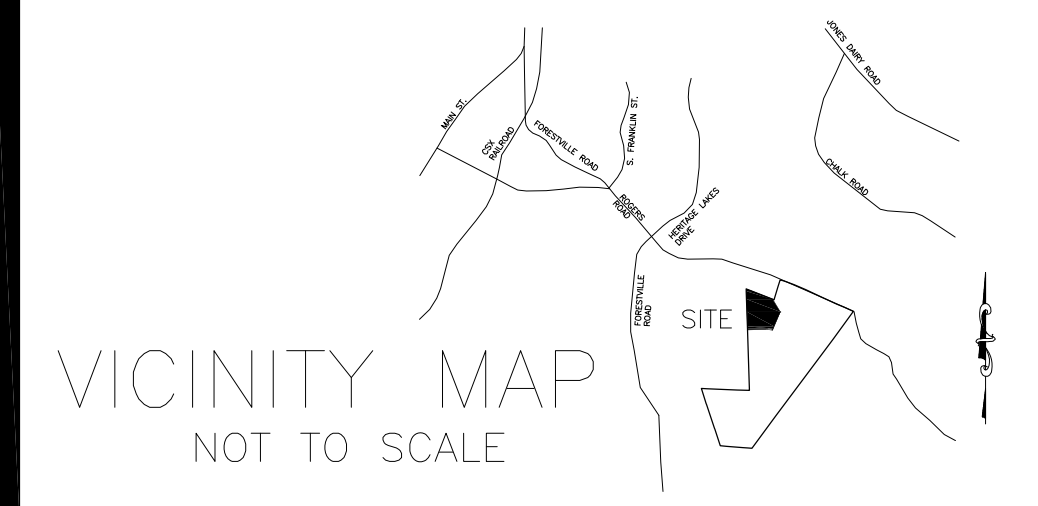 JONES DAIRY ROAD
MAIN ST.
CSX
RAILROAD
FORESTVILLE ROAD
S. FRANKLIN ST.
CHALK ROAD
ROGERS
ROAD
HERITAGE LAKES
DRIVE
FORESTVILLE
ROAD
SITE
VICINITY MAP
NOT TO SCALE